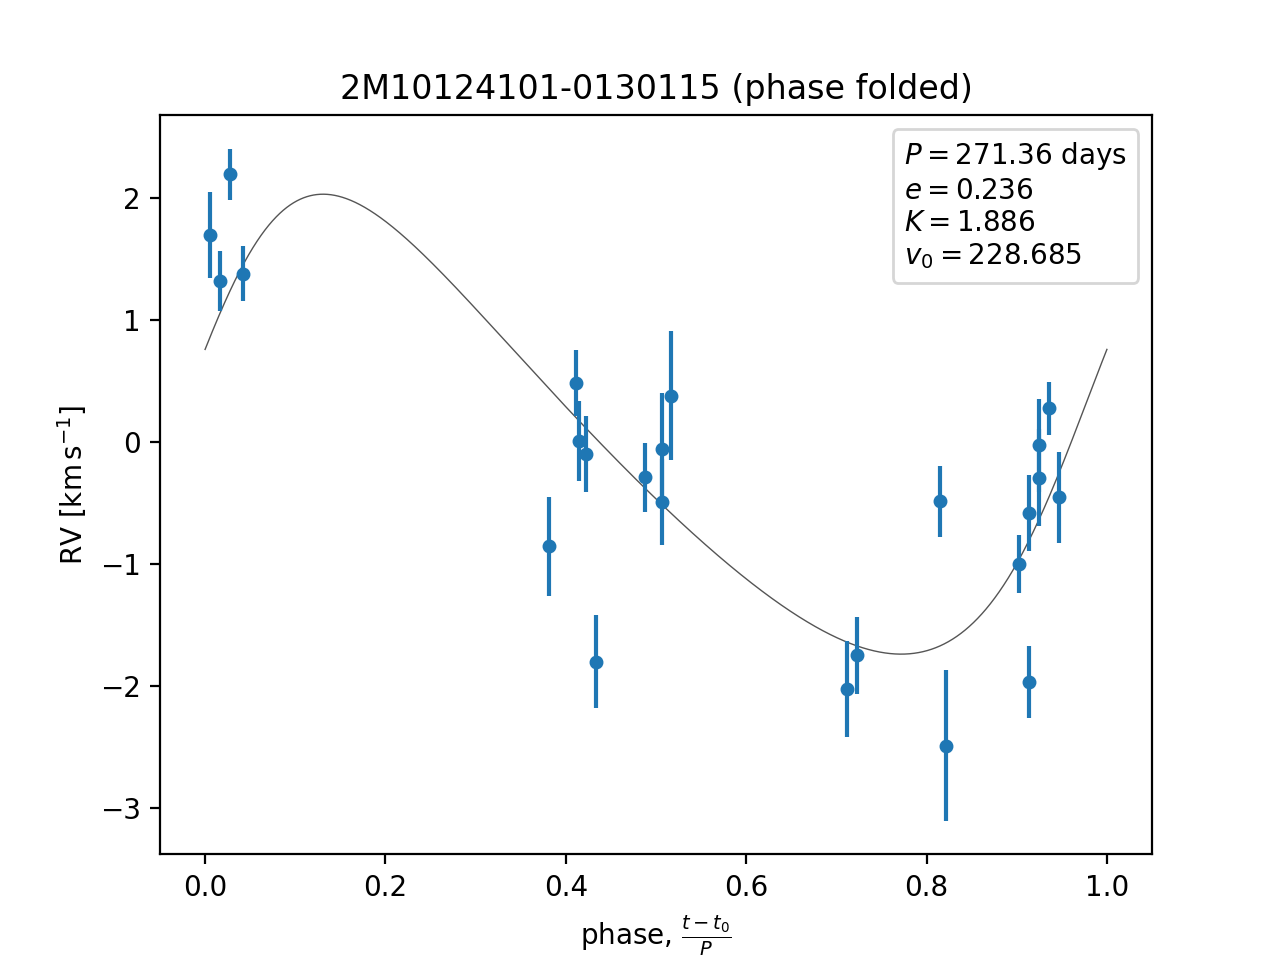 2M10124101-0130115 (phase folded)
P = 271.36 days
e = 0.236
K = 1.886
v₀ = 228.685
2
1
0
−1
−2
−3
RV [km s⁻¹]
0.0 0.2 0.4 0.6 0.8 1.0
phase, (t − t₀)/P